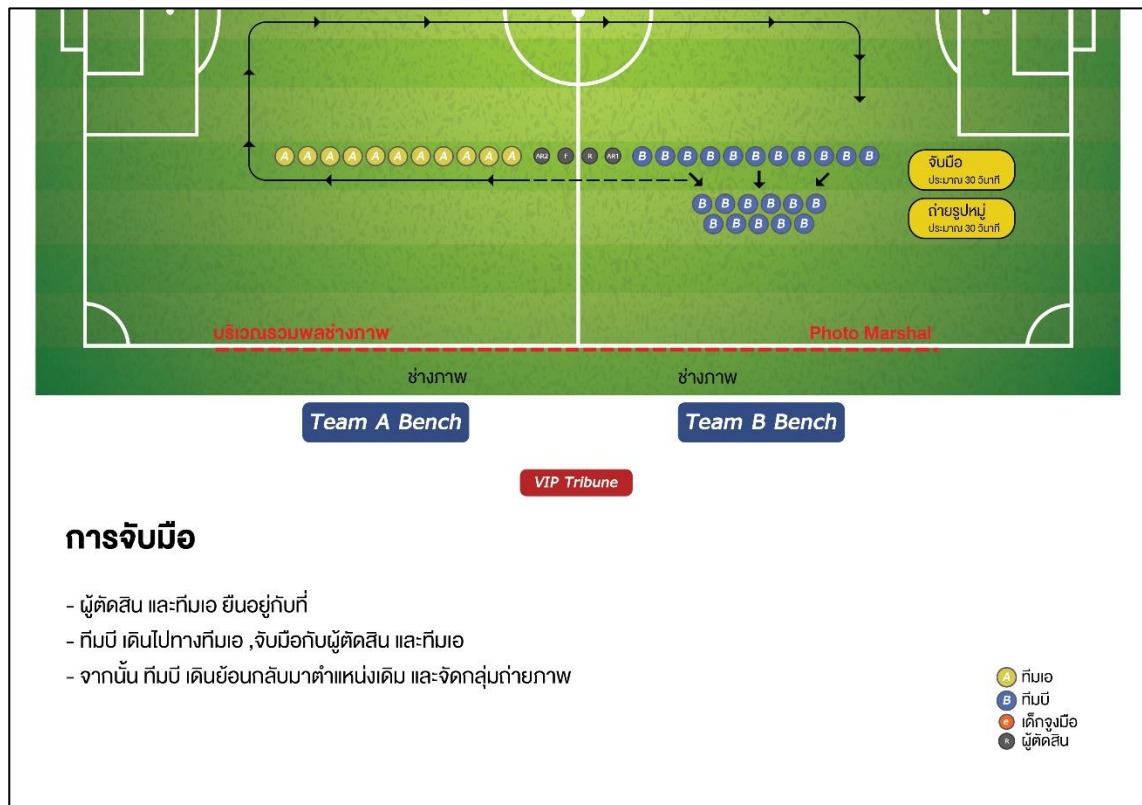 A A A A A A A A A A A AR2 F R AR1 B B B B B B B B B B B
จับมือ
ประมาณ 30 วินาที
B B B B B B
ถ่ายรูปหมู่
B B B B B
ประมาณ 30 วินาที
บริเวณรวมพลช่างภาพ Photo Marshal
ช่างภาพ ช่างภาพ
Team A Bench Team B Bench
VIP Tribune
การจับมือ
- ผู้ตัดสิน และทีมเอ ยืนอยู่กับที่
- ทีมบี เดินไปทางทีมเอ ,จับมือกับผู้ตัดสิน และทีมเอ
- จากนั้น ทีมบี เดินย้อนกลับมาตำแหน่งเดิม และจัดกลุ่มถ่ายภาพ
A ทีมเอ
B ทีมบี
e เด็กจูงมือ
R ผู้ตัดสิน